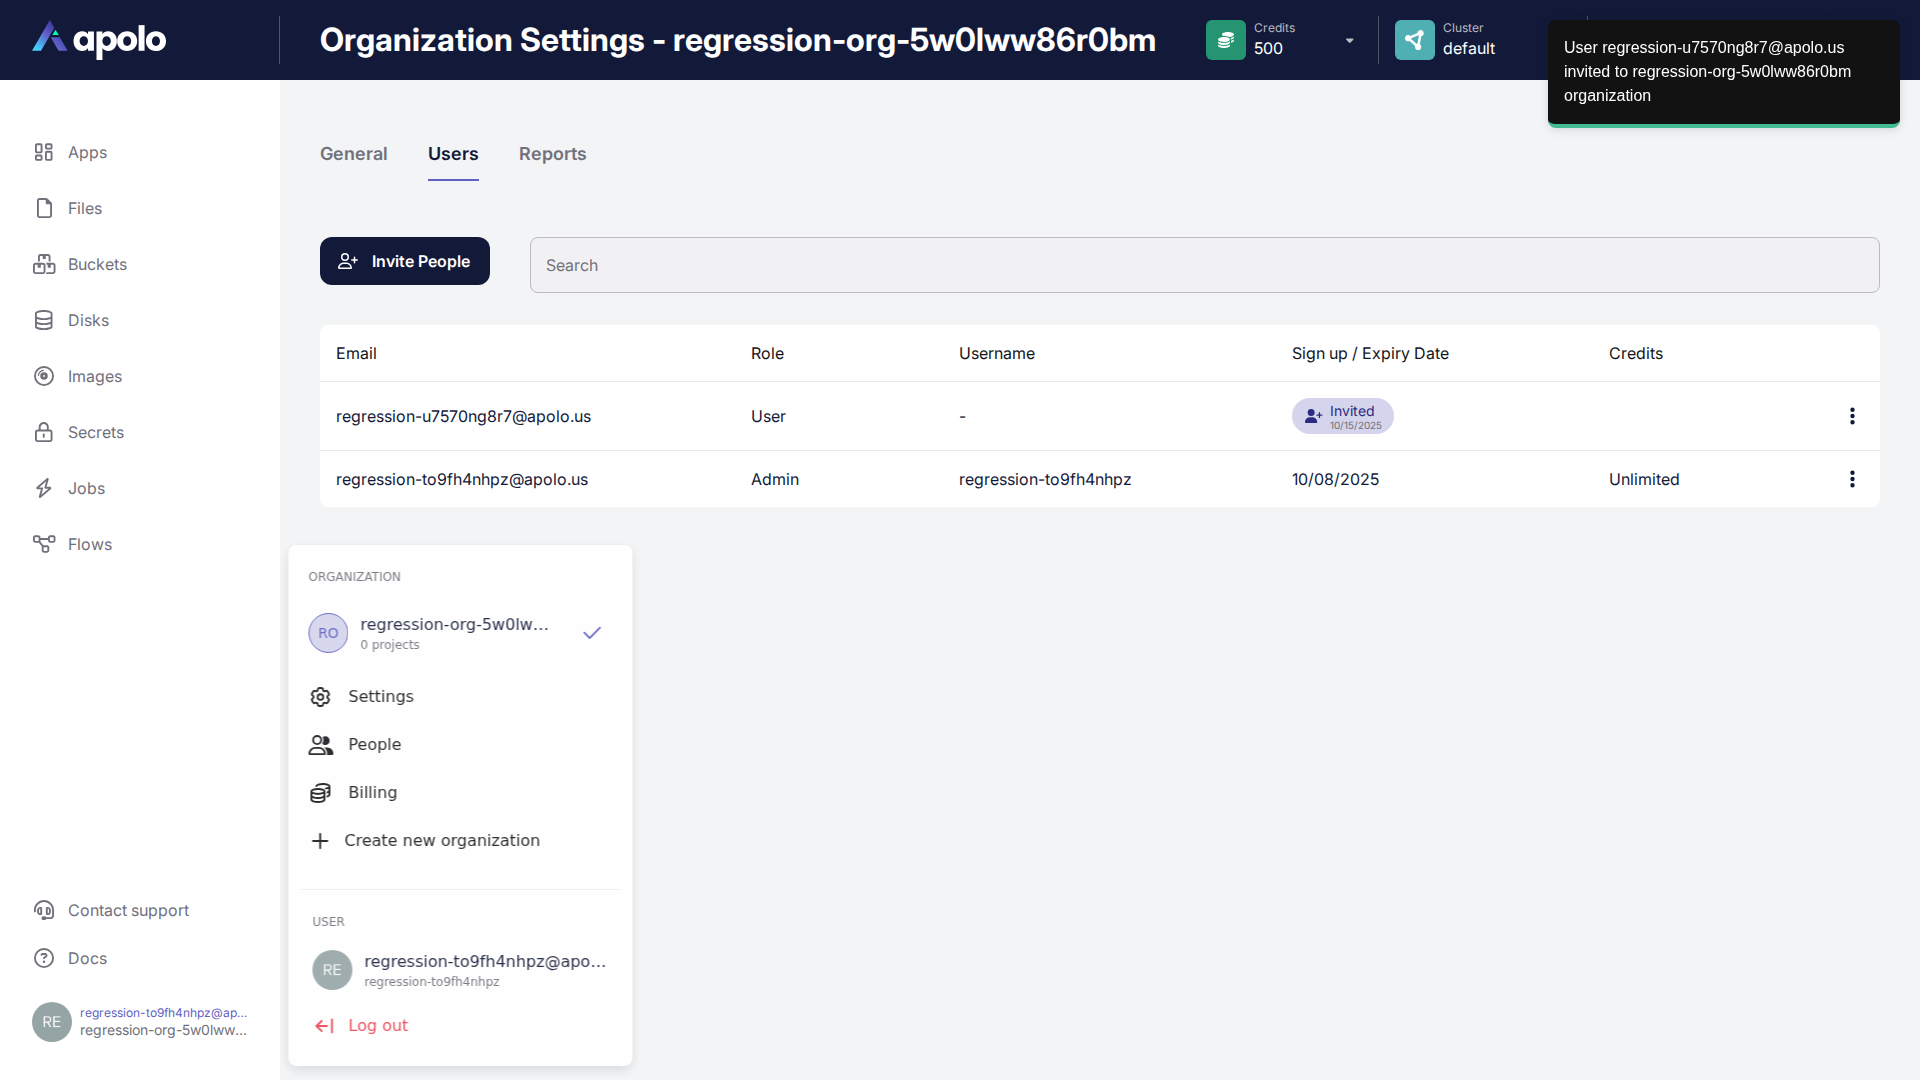 apolo
Organization Settings - regression-org-5w0lww86r0bm
Credits
500
Cluster
default
User regression-u7570ng8r7@apolo.us
invited to regression-org-5w0lww86r0bm
organization
Apps
Files
Buckets
Disks
Images
Secrets
Jobs
Flows
General
Users
Reports
Invite People
Search
Email
Role
Username
Sign up / Expiry Date
Credits
regression-u7570ng8r7@apolo.us
User
-
Invited
10/15/2025
regression-to9fh4nhpz@apolo.us
Admin
regression-to9fh4nhpz
10/08/2025
Unlimited
ORGANIZATION
RO
regression-org-5w0lw...
0 projects
Settings
People
Billing
Create new organization
USER
RE
regression-to9fh4nhpz@apo...
regression-to9fh4nhpz
Log out
Contact support
Docs
RE
regression-to9fh4nhpz@ap...
regression-org-5w0lww...